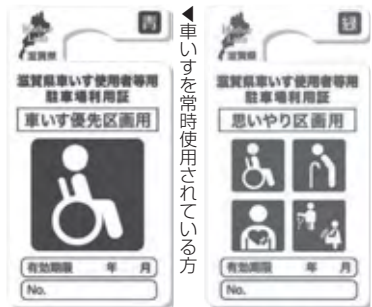 青
滋賀県
滋賀県車いす使用者等用
駐車場利用証
車いす優先区画用
有効期限 年 月
No.
◀車いすを常時使用されている方
緑
滋賀県
滋賀県車いす使用者等用
駐車場利用証
思いやり区画用
有効期限 年 月
No.